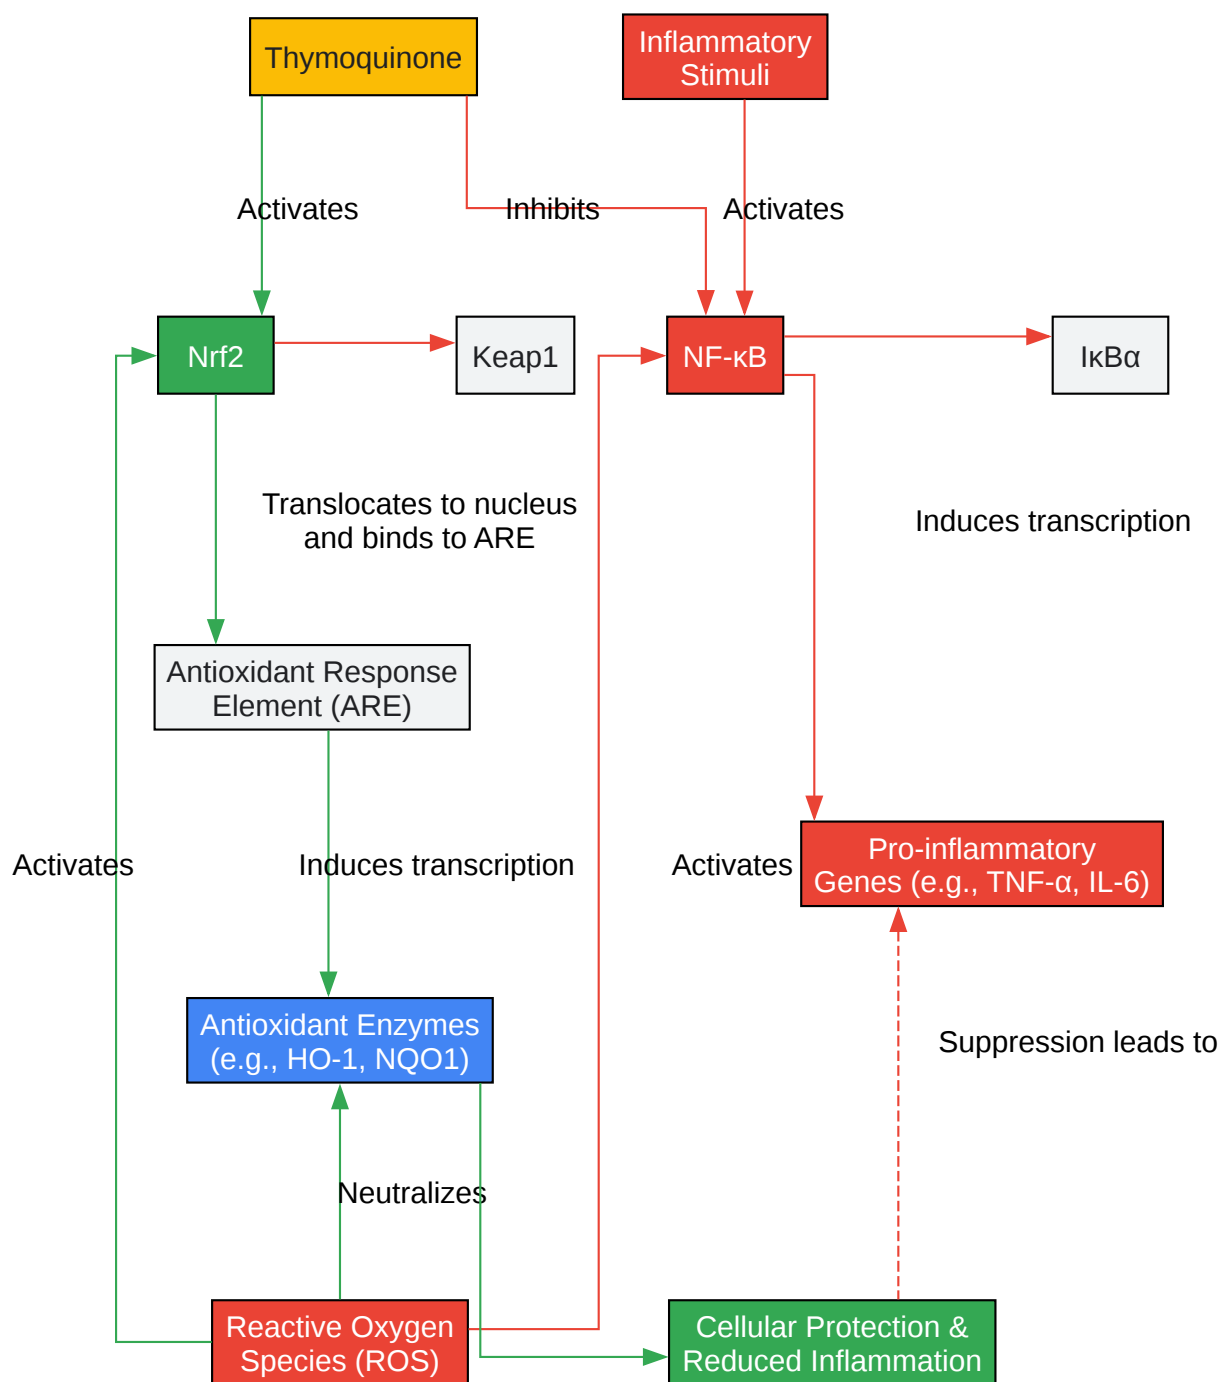 Thymoquinone
Inflammatory
Stimuli
Activates
Inhibits
Activates
Nrf2
Keap1
NF-κB
IκBα
Translocates to nucleus
and binds to ARE
Induces transcription
Antioxidant Response
Element (ARE)
Activates
Induces transcription
Activates
Pro-inflammatory
Genes (e.g., TNF-α, IL-6)
Antioxidant Enzymes
(e.g., HO-1, NQO1)
Suppression leads to
Neutralizes
Reactive Oxygen
Species (ROS)
Cellular Protection &
Reduced Inflammation